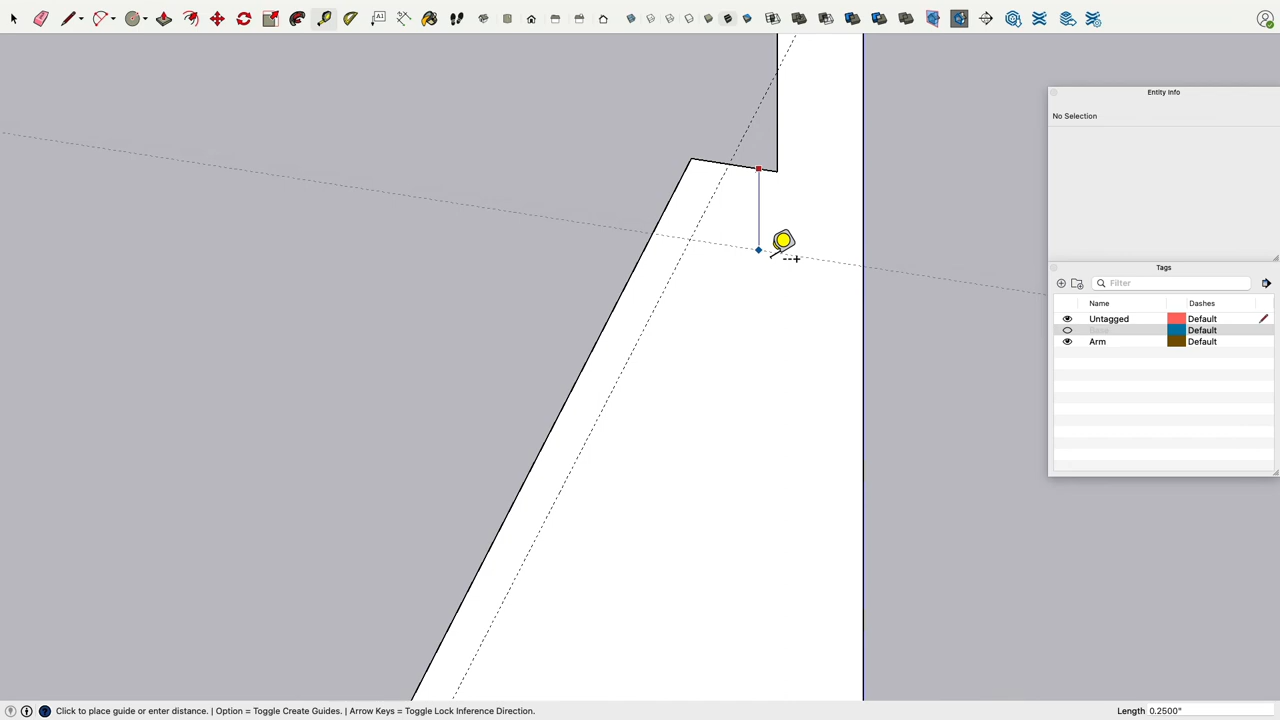 Entity Info
No Selection
Tags
Filter
Name Dashes
Untagged Default
Base Default
Arm Default
Click to place guide or enter distance. | Option = Toggle Create Guides. | Arrow Keys = Toggle Lock Inference Direction. Length 0.2500"